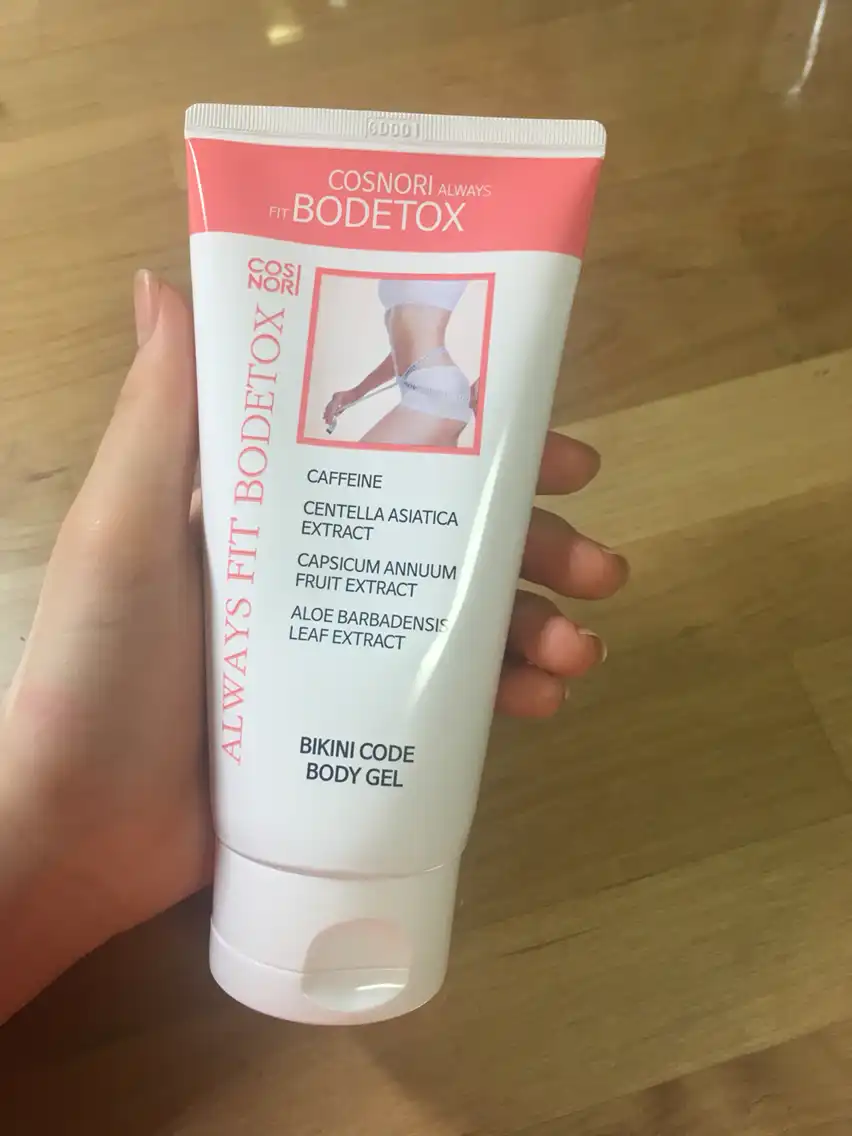 COSNORI ALWAYS
FIT BODETOX
COS
NORI
ALWAYS FIT BODETOX
CAFFEINE
CENTELLA ASIATICA
EXTRACT
CAPSICUM ANNUUM
FRUIT EXTRACT
ALOE BARBADENSIS
LEAF EXTRACT
BIKINI CODE
BODY GEL